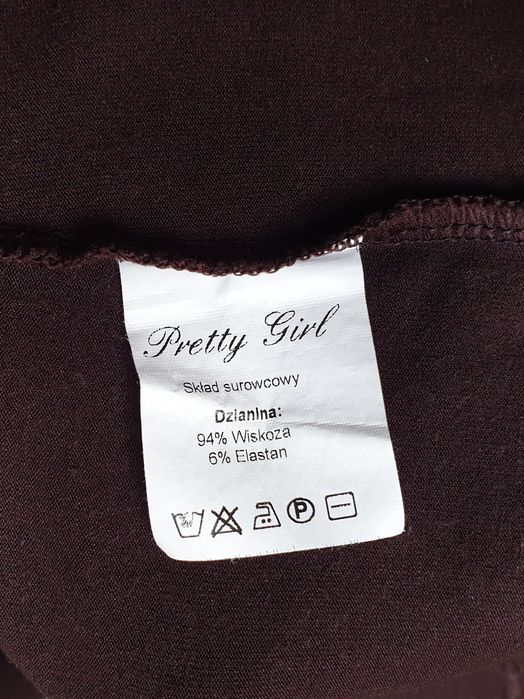 Pretty Girl
Skład surowcowy
Dzianina:
94% Wiskoza
6% Elastan
P